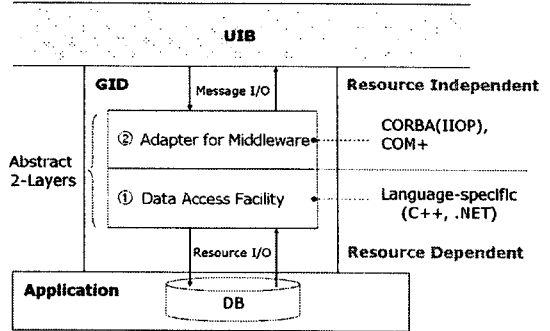 UIB
GID
Message I/O
Resource Independent
② Adapter for Middleware
CORBA(IIOP),
COM+
Abstract
2-Layers
① Data Access Facility
Language-specific
(C++, .NET)
Resource I/O
Resource Dependent
Application
DB